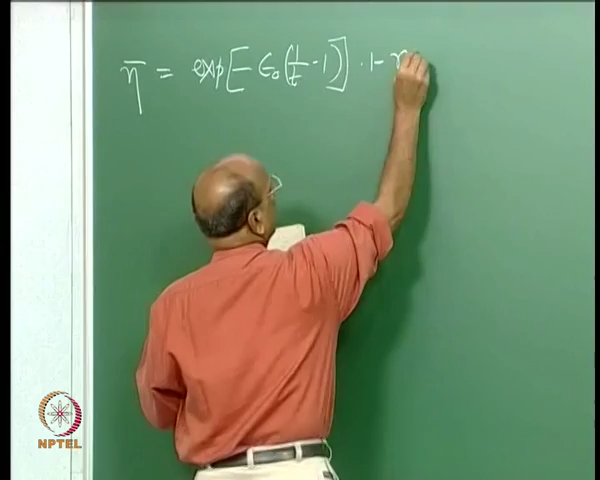 η̄ = exp[-ϵ₀(1/t - 1)] · 1 - η
NPTEL